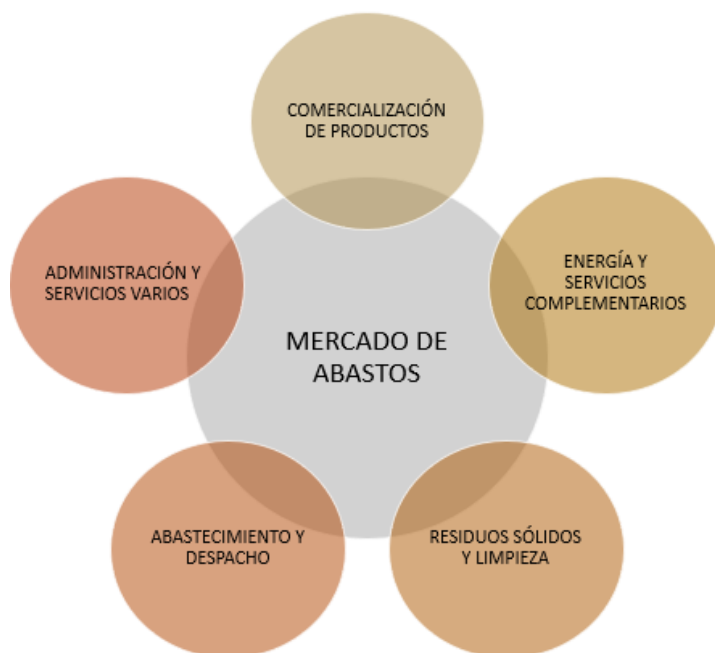 COMERCIALIZACIÓN
DE PRODUCTOS
ENERGÍA Y
SERVICIOS
COMPLEMENTARIOS
RESIDUOS SÓLIDOS
Y LIMPIEZA
ABASTECIMIENTO Y
DESPACHO
ADMINISTRACIÓN Y
SERVICIOS VARIOS
MERCADO DE
ABASTOS